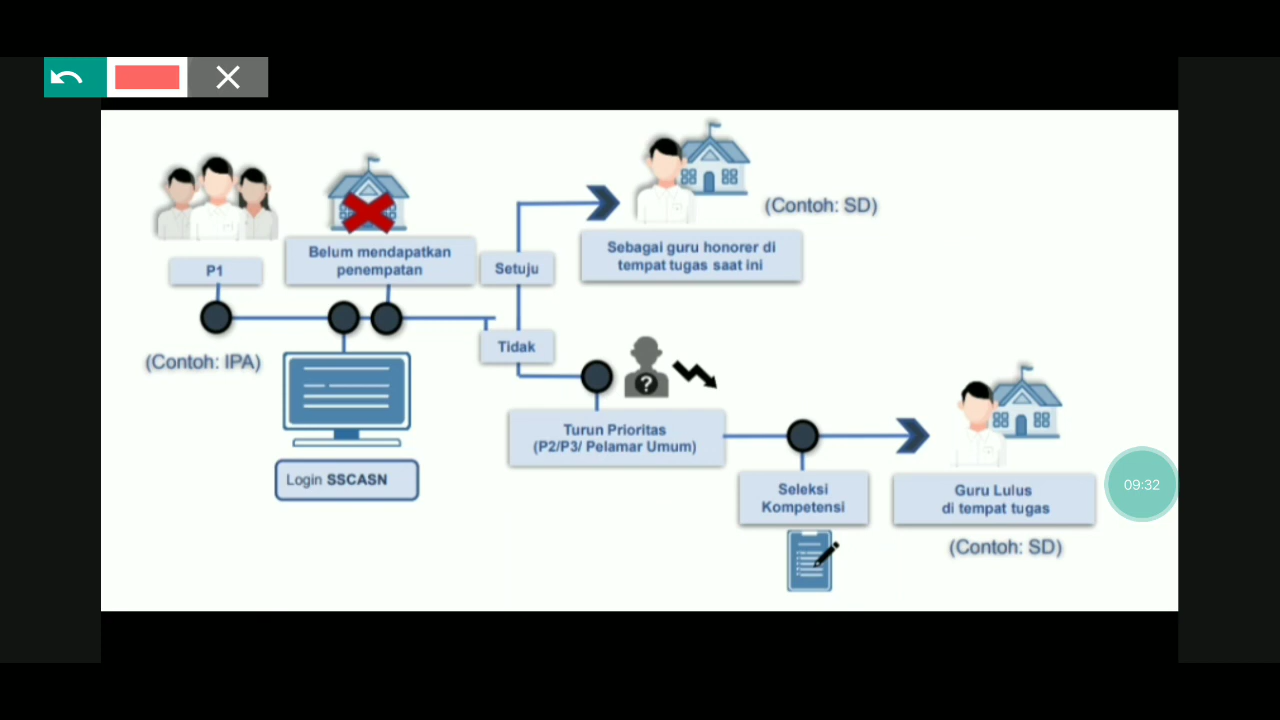 (Contoh: SD)
Sebagai guru honorer di
tempat tugas saat ini
Belum mendapatkan
penempatan
Setuju
P1
Tidak
(Contoh: IPA)
Turun Prioritas
(P2/P3/ Pelamar Umum)
?
Login SSCASN
Seleksi
Kompetensi
Guru Lulus
di tempat tugas
(Contoh: SD)
09:32